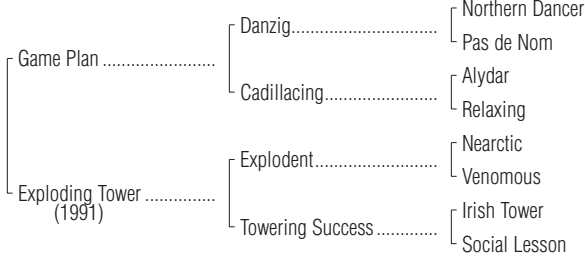 Northern Dancer
Danzig..............................
Pas de Nom
Game Plan .......................
Alydar
Cadillacing.......................
Relaxing
Nearctic
Explodent.........................
Venomous
Exploding Tower ..............
(1991)
Irish Tower
Towering Success ............
Social Lesson